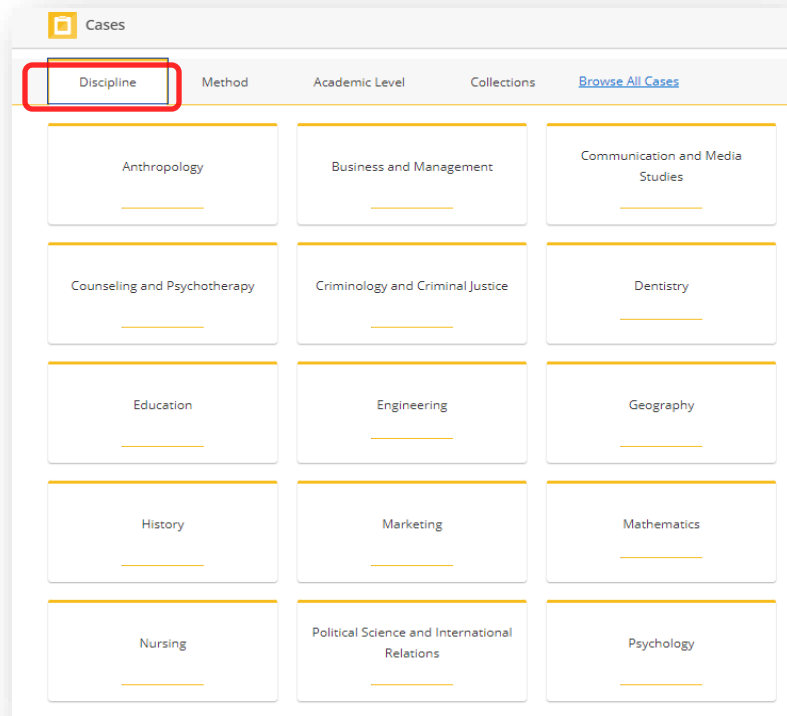 Cases
Discipline Method Academic Level Collections Browse All Cases
Anthropology
Business and Management
Communication and Media
Studies
Counseling and Psychotherapy
Criminology and Criminal Justice
Dentistry
Education
Engineering
Geography
History
Marketing
Mathematics
Nursing
Political Science and International
Relations
Psychology